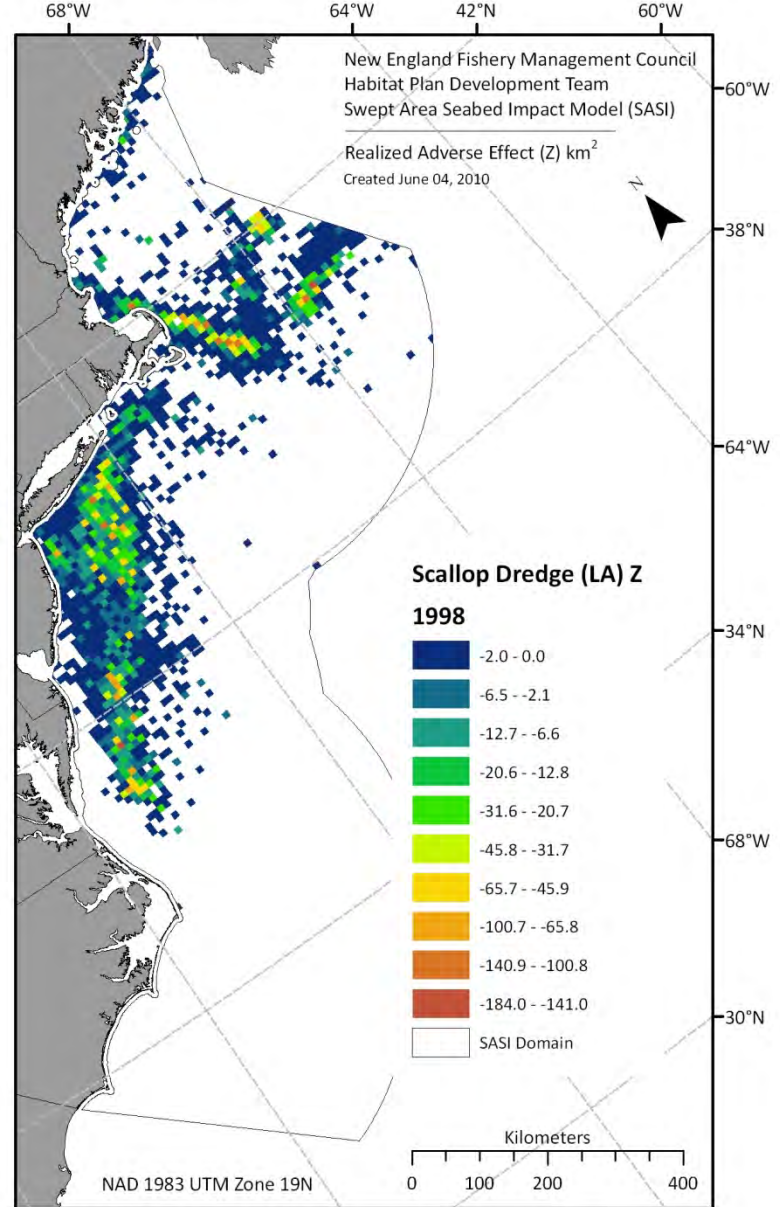 68°W 64°W 42°N 60°W
New England Fishery Management Council
Habitat Plan Development Team
Swept Area Seabed Impact Model (SASI)
Realized Adverse Effect (Z) km²
Created June 04, 2010
N
60°W
38°N
64°W
34°N
68°W
30°N
Scallop Dredge (LA) Z
1998
-2.0 - 0.0
-6.5 - -2.1
-12.7 - -6.6
-20.6 - -12.8
-31.6 - -20.7
-45.8 - -31.7
-65.7 - -45.9
-100.7 - -65.8
-140.9 - -100.8
-184.0 - -141.0
SASI Domain
Kilometers
0 100 200 400
NAD 1983 UTM Zone 19N